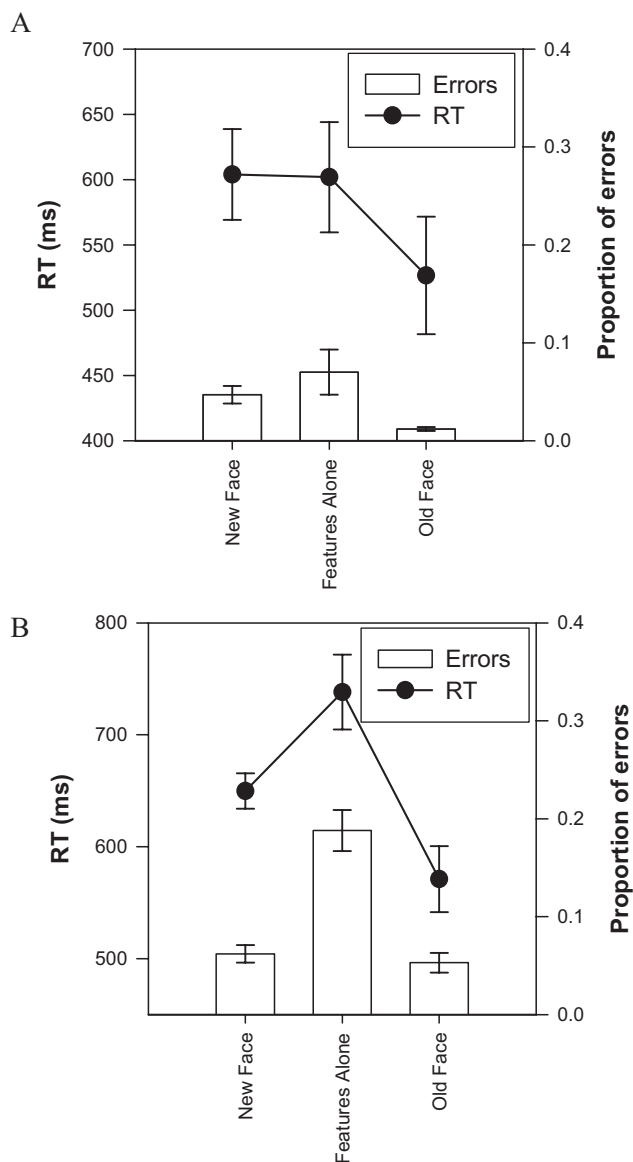 A
700
650
600
550
500
450
400
RT (ms)
Errors
RT
0.4
0.3
0.2
0.1
0.0
Proportion of errors
New Face
Features Alone
Old Face
B
800
700
600
500
RT (ms)
Errors
RT
0.4
0.3
0.2
0.1
0.0
Proportion of errors
New Face
Features Alone
Old Face